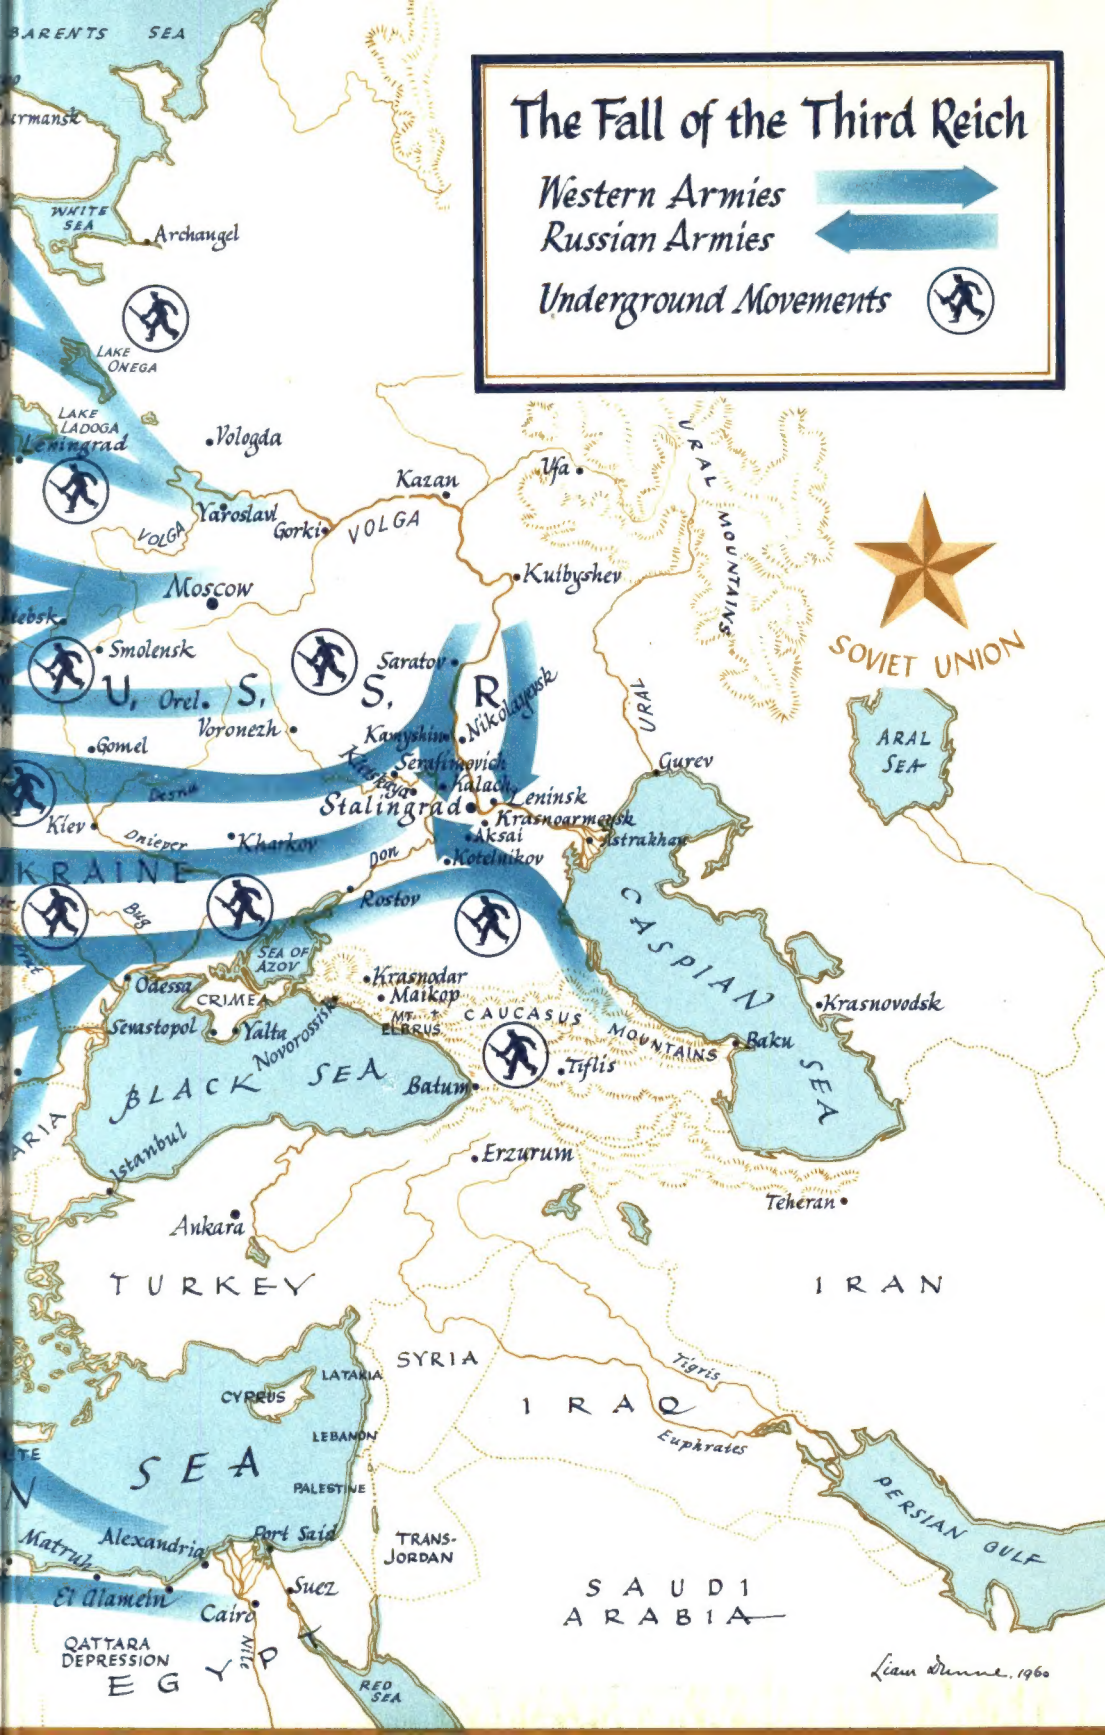 BARENTS SEA
The Fall of the Third Reich
Western Armies
Russian Armies
Underground Movements
WHITE
SEA
Archangel
LAKE
ONEGA
LAKE
LADOGA
Leningrad
Vologda
Ufa
URAL MOUNTAINS
Kazan
Yaroslavl
VOLGA
Gorki
VOLGA
Kuibyshev
Moscow
SOVIET UNION
Smolensk
Saratov
U. S. S. R.
Orel
Nikolayevsk
URAL
Voronezh
Kamyshin
Gomel
Serafimovich
Kletskaya
Kalach
Gurev
ARAL
SEA
Desna
Stalingrad
Leninsk
Krasnoarmeysk
Kiev
Dnieper
Kharkov
Aksai
Astrakhan
Don
Kotelnikov
UKRAINE
Rostov
Bug
CASPIAN SEA
SEA OF
AZOV
Prut
Odessa
CRIMEA
Krasnodar
Maikop
MT.
ELBRUS
CAUCASUS MOUNTAINS
Krasnovodsk
Sevastopol
Yalta
Novorossisk
Baku
BLACK SEA
Batum
Tiflis
ARIA
Istanbul
Erzurum
Teheran
Ankara
TURKEY
IRAN
SYRIA
LATAKIA
Tigris
CYPRUS
IRAQ
LEBANON
Euphrates
SEA
PALESTINE
PERSIAN GULF
Matruh
Alexandria
Port Said
TRANS-
JORDAN
El Alamein
Suez
Cairo
SAUDI
ARABIA
QATTARA
DEPRESSION
Nile
EGYPT
RED
SEA
Liam Dunne, 1960